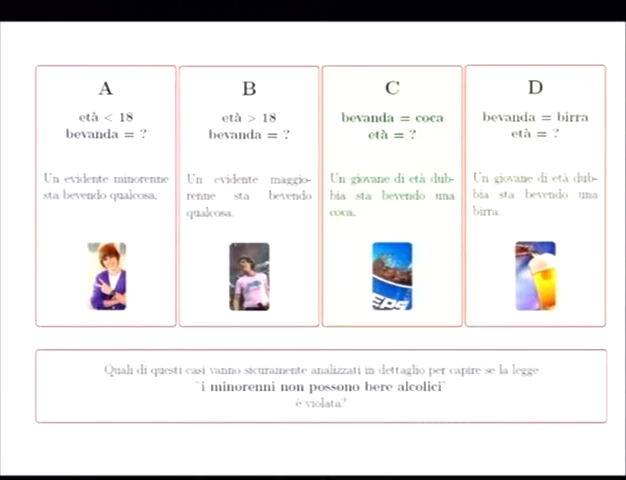 A
età < 18
bevanda = ?
Un evidente minorenne
sta bevendo qualcosa.
B
età > 18
bevanda = ?
Un evidente maggio-
renne sta bevendo
qualcosa.
C
bevanda = coca
età = ?
Un giovane di età dub-
bia sta bevendo una
coca.
EPS
D
bevanda = birra
età = ?
Un giovane di età dub-
bia sta bevendo una
birra.
Quali di questi casi vanno sicuramente analizzati in dettaglio per capire se la legge
¨i minorenni non possono bere alcolici¨
è violata?